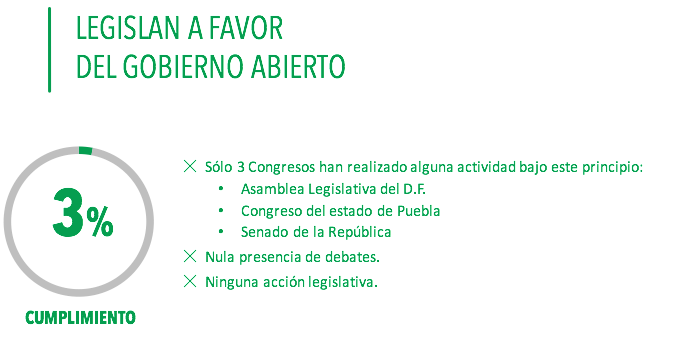 LEGISLAN A FAVOR
DEL GOBIERNO ABIERTO
3%
CUMPLIMIENTO
Sólo 3 Congresos han realizado alguna actividad bajo este principio:
• Asamblea Legislativa del D.F.
• Congreso del estado de Puebla
• Senado de la República
Nula presencia de debates.
Ninguna acción legislativa.